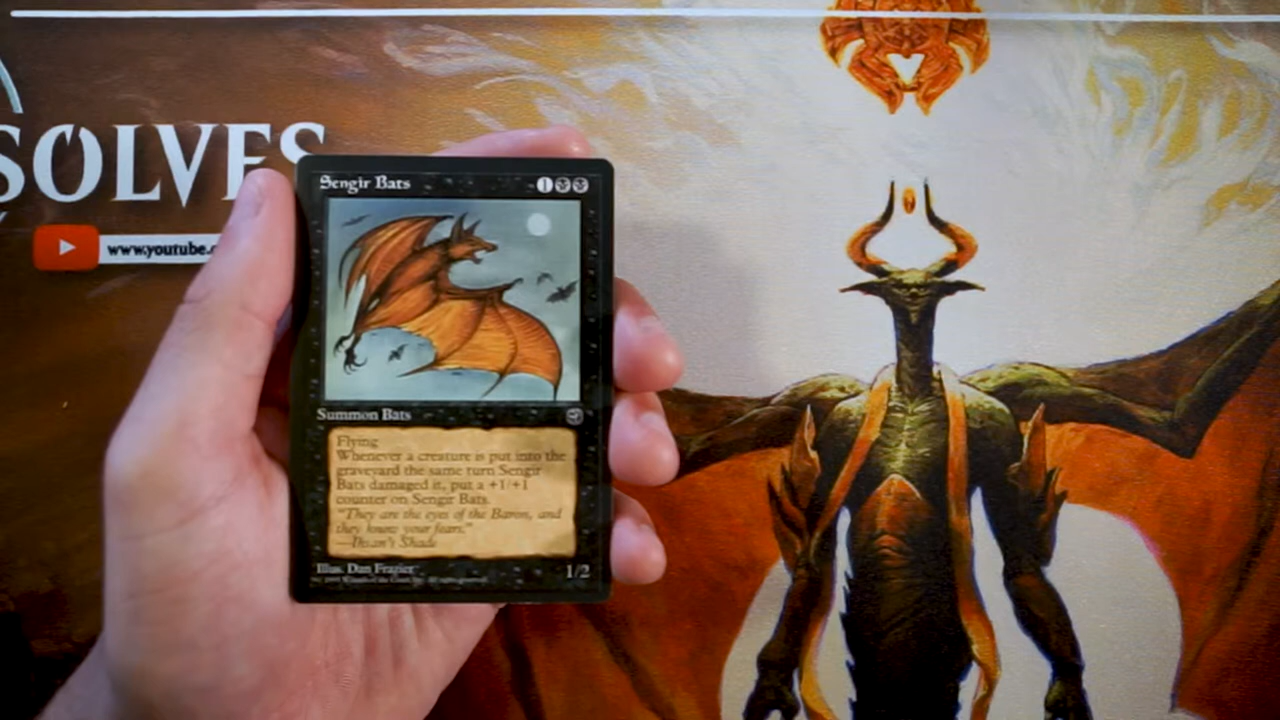 SOLVES
www.youtube.c
Sengir Bats
1
Summon Bats
Flying
Whenever a creature is put into the
graveyard the same turn Sengir
Bats damaged it, put a +1/+1
counter on Sengir Bats.
"They are the eyes of the Baron, and
they know your fears."
—Ihsan's Shade
Illus. Dan Frazier
1/2